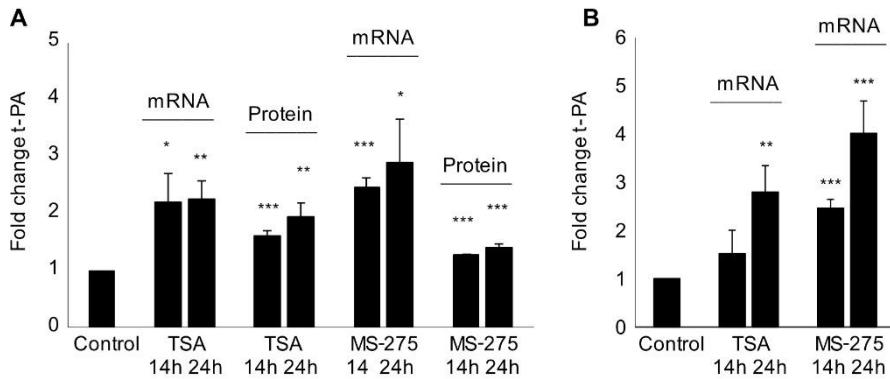 A
5
4
3
2
1
0
Fold change t-PA
mRNA
Protein
mRNA
Protein
*
**
***
**
***
*
***
***
Control
TSA
14h 24h
TSA
14h 24h
MS-275
14 24h
MS-275
14h 24h
B
6
5
4
3
2
1
0
Fold change t-PA
mRNA
mRNA
**
***
***
Control
TSA
14h 24h
MS-275
14h 24h